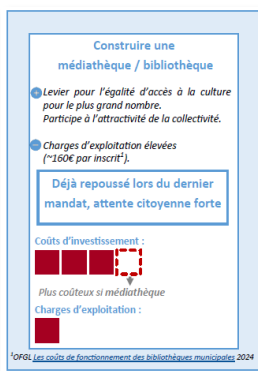 Construire une
médiathèque / bibliothèque
+ Levier pour l'égalité d'accès à la culture
pour le plus grand nombre.
Participe à l'attractivité de la collectivité.
− Charges d'exploitation élevées
(~160€ par inscrit¹).
Déjà repoussé lors du dernier
mandat, attente citoyenne forte
Coûts d'investissement :
Plus coûteux si médiathèque
Charges d'exploitation :
¹OFGL Les coûts de fonctionnement des bibliothèques municipales 2024